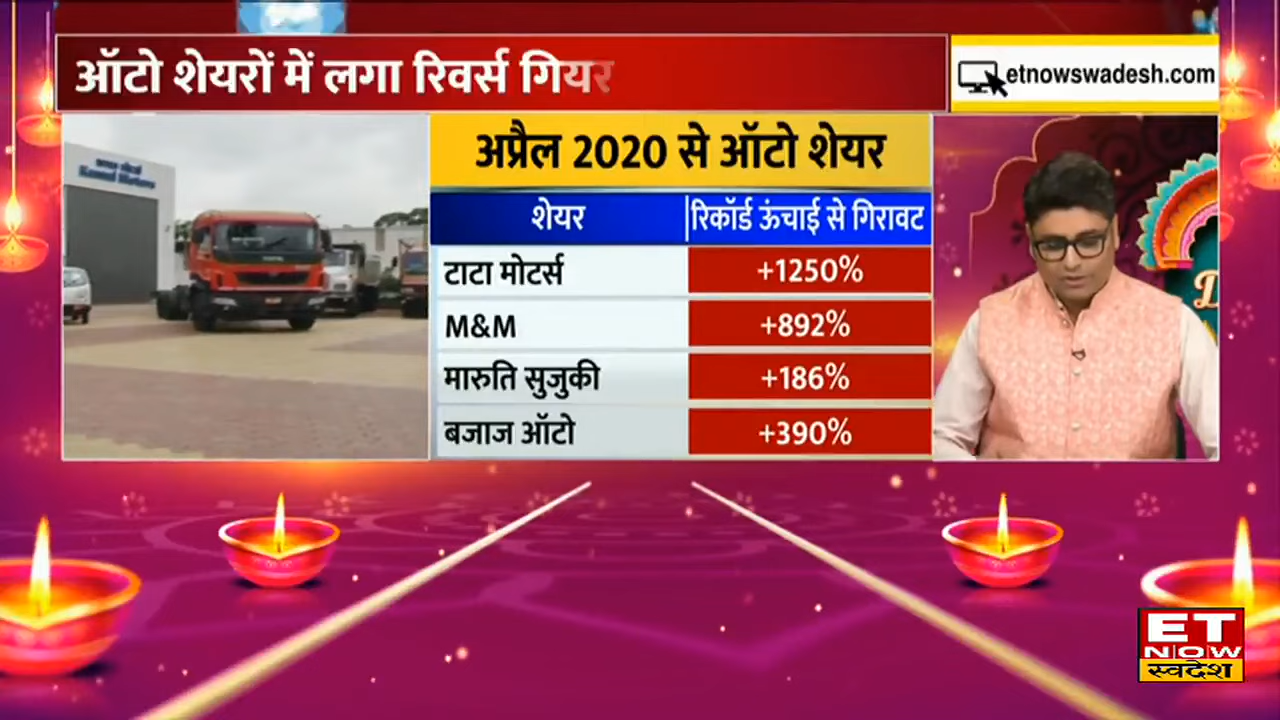 ऑटो शेयरों में लगा रिवर्स गियर
etnowswadesh.com
अप्रैल 2020 से ऑटो शेयर
शेयर
रिकॉर्ड ऊंचाई से गिरावट
टाटा मोटर्स
+1250%
M&M
+892%
मारुति सुजुकी
+186%
बजाज ऑटो
+390%
ET
NOW
स्वदेश